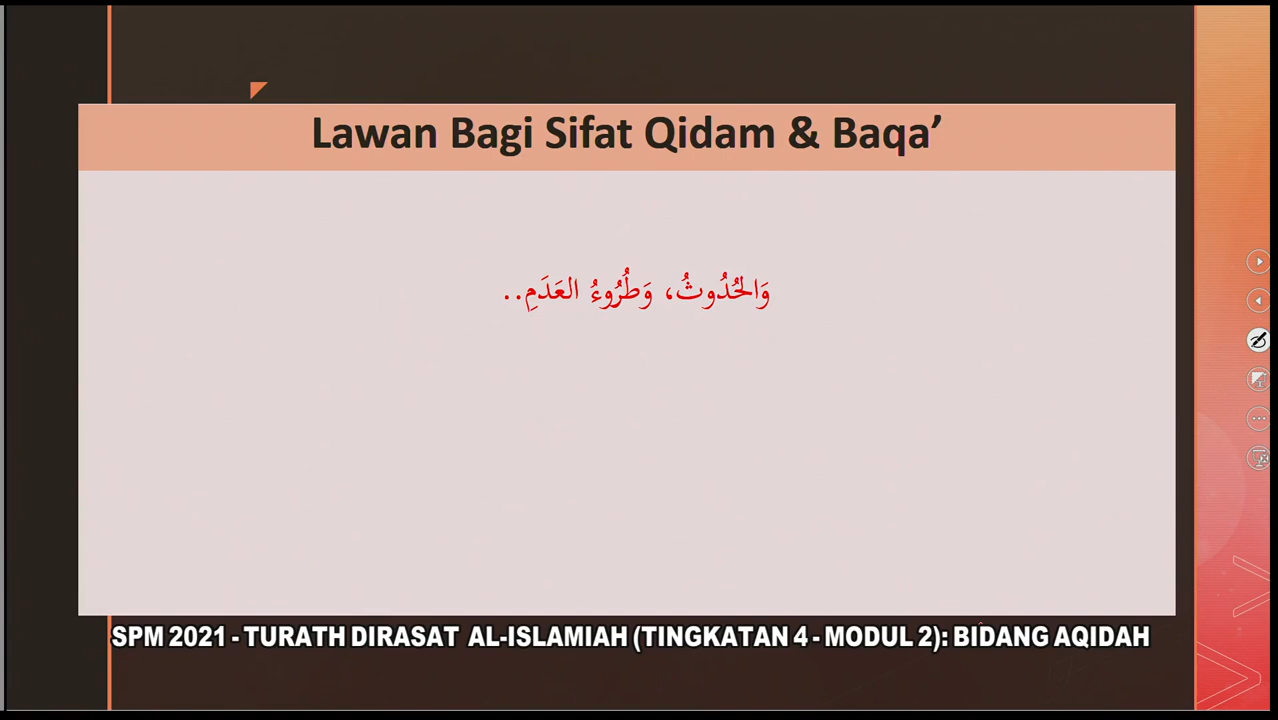 Lawan Bagi Sifat Qidam & Baqa’
وَالحُدُوثُ، وَطُرُوءُ العَدَمِ..
SPM 2021 - TURATH DIRASAT AL-ISLAMIAH (TINGKATAN 4 - MODUL 2): BIDANG AQIDAH